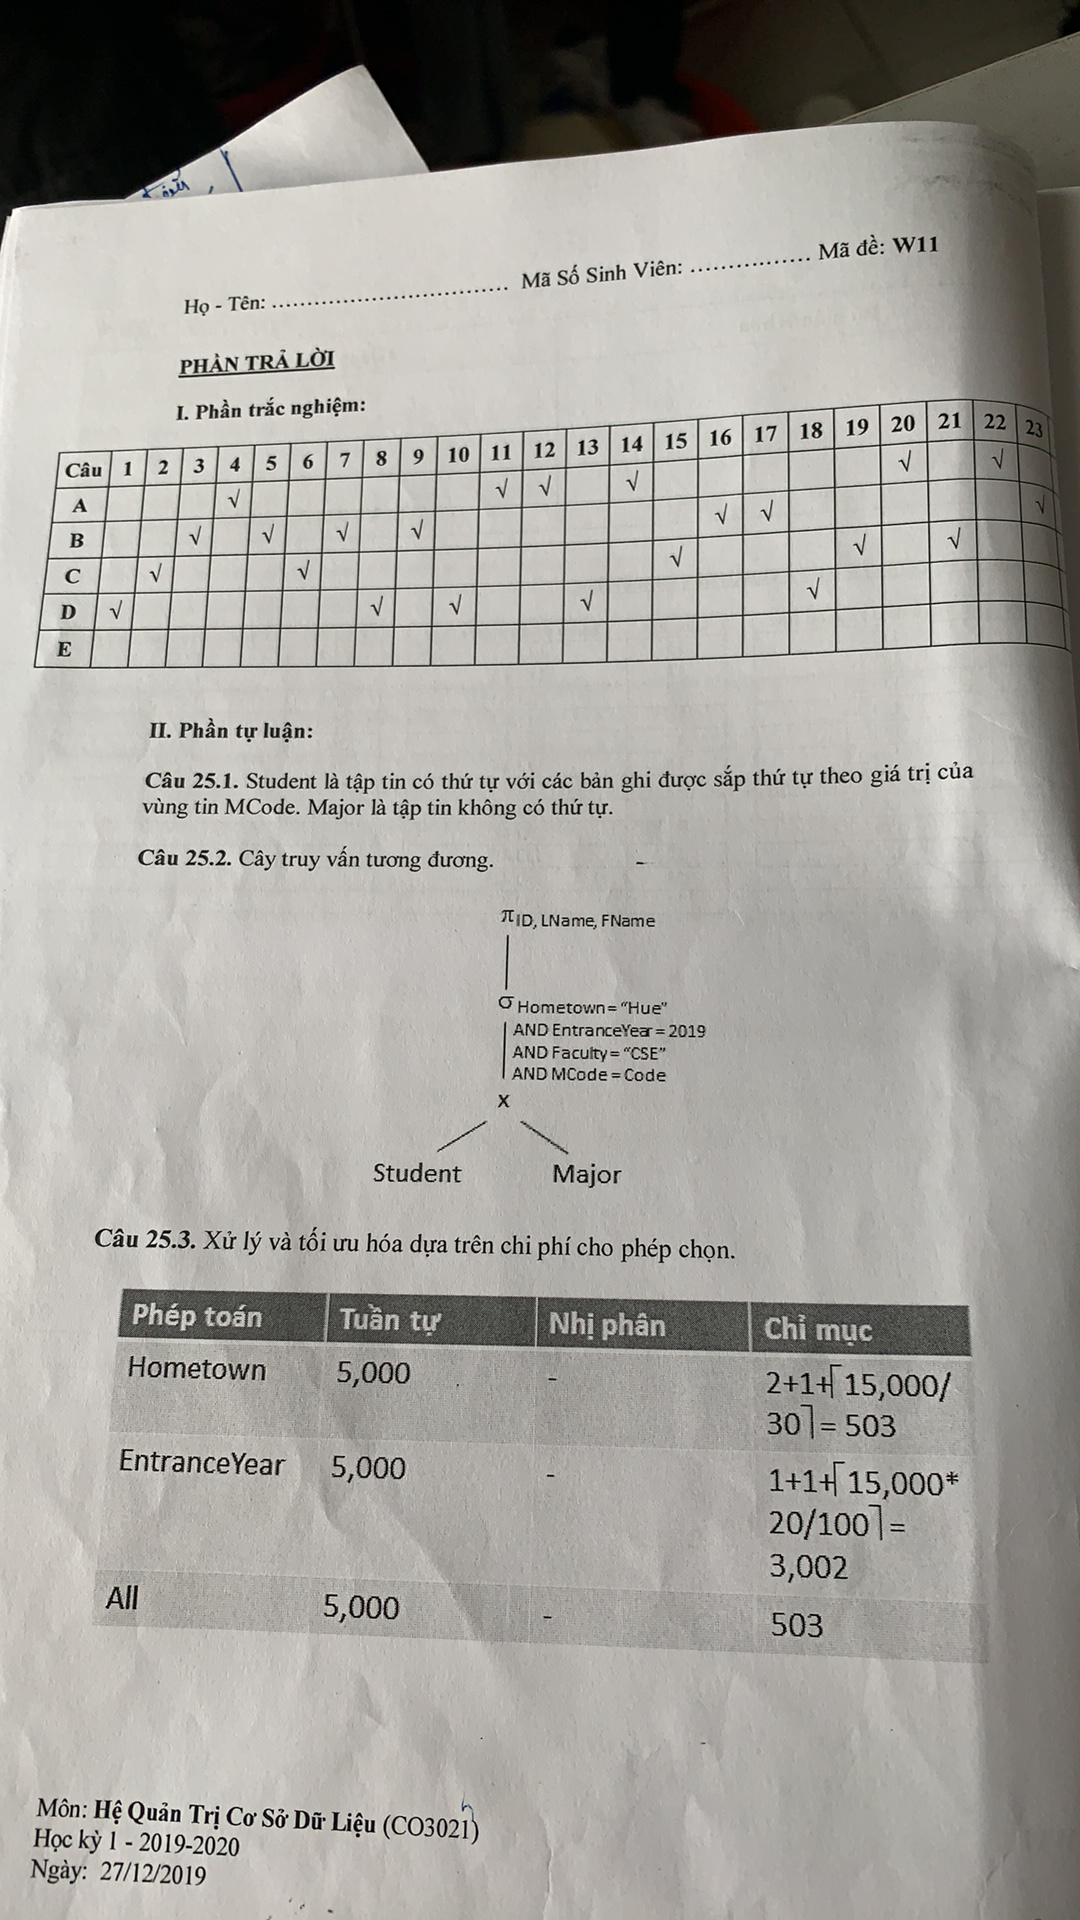 Họ - Tên: .................................. Mã Số Sinh Viên: ................. Mã đề: W11
PHẦN TRẢ LỜI
I. Phần trắc nghiệm:
Câu 1 2 3 4 5 6 7 8 9 10 11 12 13 14 15 16 17 18 19 20 21 22 23
A √ √ √ √ √ √
B √ √ √ √ √ √ √
C √ √ √ √ √
D √ √ √ √ √
E
II. Phần tự luận:
Câu 25.1. Student là tập tin có thứ tự với các bản ghi được sắp thứ tự theo giá trị của
vùng tin MCode. Major là tập tin không có thứ tự.
Câu 25.2. Cây truy vấn tương đương.
π ID, LName, FName
σ Hometown = "Hue"
AND EntranceYear = 2019
AND Faculty = "CSE"
AND MCode = Code
X
Student Major
Câu 25.3. Xử lý và tối ưu hóa dựa trên chi phí cho phép chọn.
Phép toán Tuần tự Nhị phân Chỉ mục
Hometown 5,000 - 2+1+⌈15,000/
30⌉ = 503
EntranceYear 5,000 - 1+1+⌈15,000*
20/100⌉ =
3,002
All 5,000 - 503
Môn: Hệ Quản Trị Cơ Sở Dữ Liệu (CO3021)
Học kỳ 1 - 2019-2020
Ngày: 27/12/2019